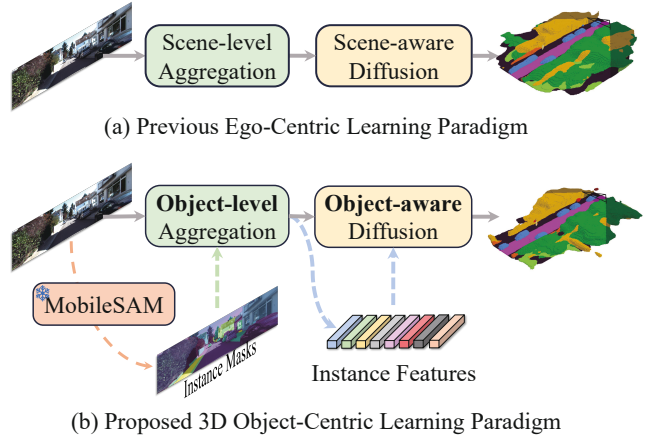 Scene-level
Aggregation
Scene-aware
Diffusion
(a) Previous Ego-Centric Learning Paradigm
Object-level
Aggregation
Object-aware
Diffusion
MobileSAM
Instance Masks
Instance Features
(b) Proposed 3D Object-Centric Learning Paradigm